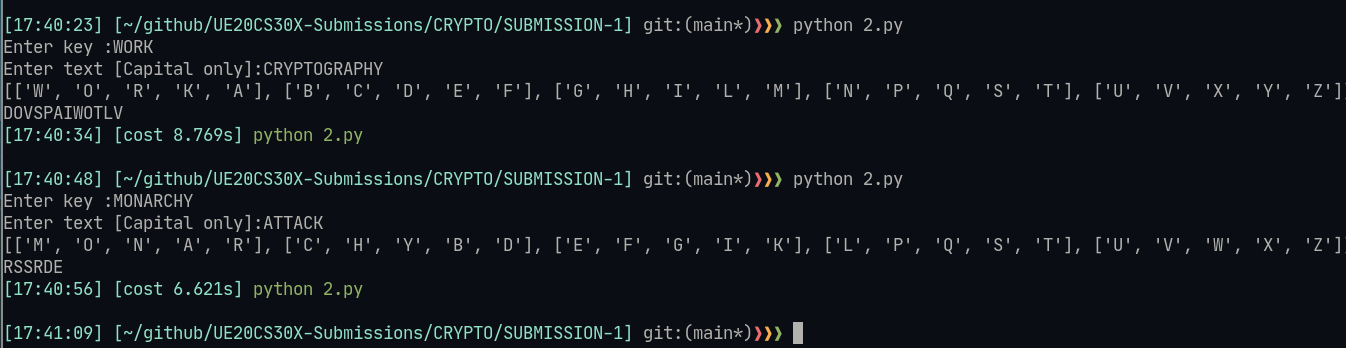 [17:40:23] [~/github/UE20CS30X-Submissions/CRYPTO/SUBMISSION-1] git:(main*)❯❯❯ python 2.py
Enter key :WORK
Enter text [Capital only]:CRYPTOGRAPHY
[['W', 'O', 'R', 'K', 'A'], ['B', 'C', 'D', 'E', 'F'], ['G', 'H', 'I', 'L', 'M'], ['N', 'P', 'Q', 'S', 'T'], ['U', 'V', 'X', 'Y', 'Z']]
DOVSPAIWOTLV
[17:40:34] [cost 8.769s] python 2.py
[17:40:48] [~/github/UE20CS30X-Submissions/CRYPTO/SUBMISSION-1] git:(main*)❯❯❯ python 2.py
Enter key :MONARCHY
Enter text [Capital only]:ATTACK
[['M', 'O', 'N', 'A', 'R'], ['C', 'H', 'Y', 'B', 'D'], ['E', 'F', 'G', 'I', 'K'], ['L', 'P', 'Q', 'S', 'T'], ['U', 'V', 'W', 'X', 'Z']]
RSSRDE
[17:40:56] [cost 6.621s] python 2.py
[17:41:09] [~/github/UE20CS30X-Submissions/CRYPTO/SUBMISSION-1] git:(main*)❯❯❯